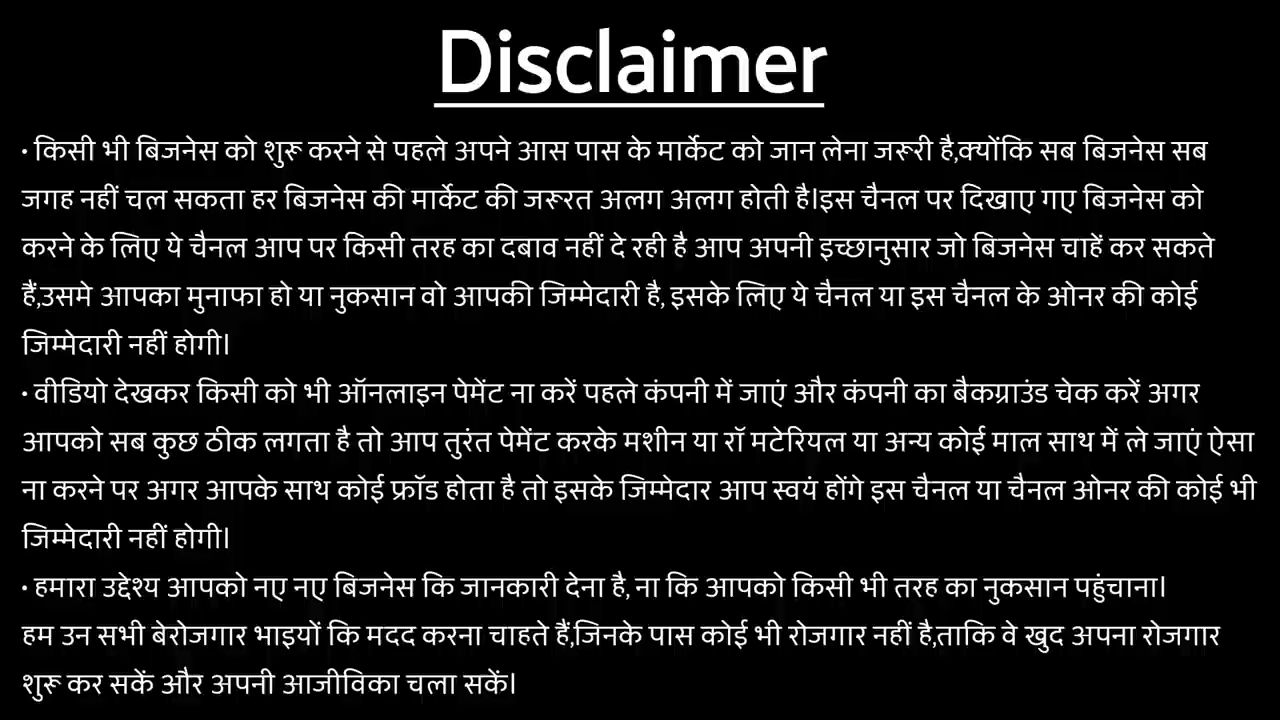 Disclaimer
• किसी भी बिजनेस को शुरू करने से पहले अपने आस पास के मार्केट को जान लेना जरूरी है,क्योंकि सब बिजनेस सब
जगह नहीं चल सकता हर बिजनेस की मार्केट की जरूरत अलग अलग होती है।इस चैनल पर दिखाए गए बिजनेस को
करने के लिए ये चैनल आप पर किसी तरह का दबाव नहीं दे रही है आप अपनी इच्छानुसार जो बिजनेस चाहें कर सकते
हैं,उसमे आपका मुनाफा हो या नुकसान वो आपकी जिम्मेदारी है, इसके लिए ये चैनल या इस चैनल के ओनर की कोई
जिम्मेदारी नहीं होगी।
• वीडियो देखकर किसी को भी ऑनलाइन पेमेंट ना करें पहले कंपनी में जाएं और कंपनी का बैकग्राउंड चेक करें अगर
आपको सब कुछ ठीक लगता है तो आप तुरंत पेमेंट करके मशीन या रॉ मटेरियल या अन्य कोई माल साथ में ले जाएं ऐसा
ना करने पर अगर आपके साथ कोई फ्रॉड होता है तो इसके जिम्मेदार आप स्वयं होंगे इस चैनल या चैनल ओनर की कोई भी
जिम्मेदारी नहीं होगी।
• हमारा उद्देश्य आपको नए नए बिजनेस कि जानकारी देना है, ना कि आपको किसी भी तरह का नुकसान पहुंचाना।
हम उन सभी बेरोजगार भाइयों कि मदद करना चाहते हैं,जिनके पास कोई भी रोजगार नहीं है,ताकि वे खुद अपना रोजगार
शुरू कर सकें और अपनी आजीविका चला सकें।